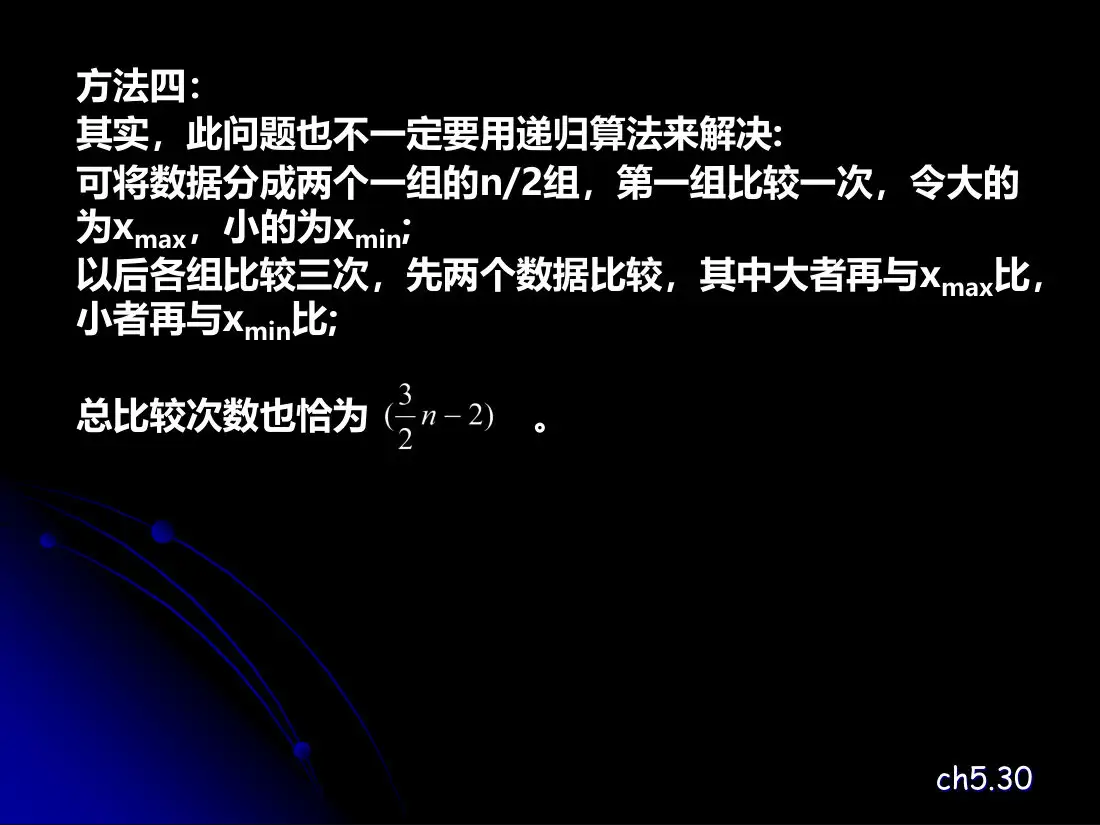 方法四：
其实，此问题也不一定要用递归算法来解决:
可将数据分成两个一组的n/2组，第一组比较一次，令大的
为xmax，小的为xmin;
以后各组比较三次，先两个数据比较，其中大者再与xmax比，
小者再与xmin比;
总比较次数也恰为 (3/2 n − 2) 。
ch5.30